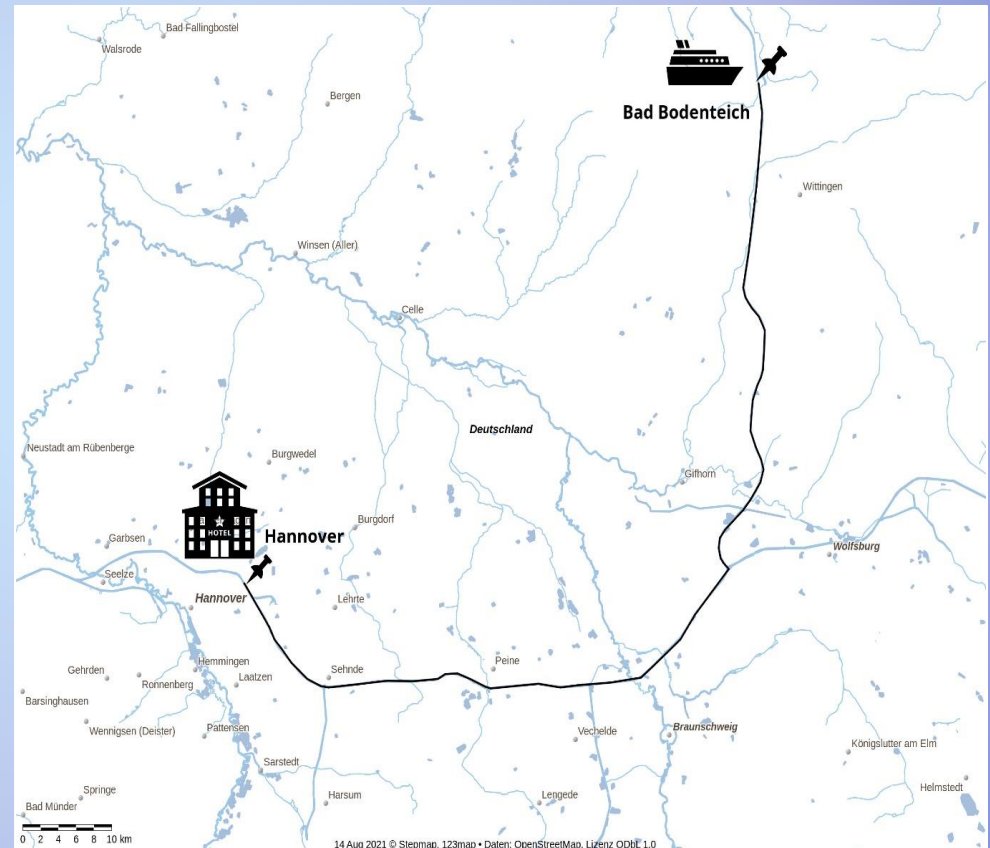 Bad Fallingbostel
Walsrode
Bergen
Bad Bodenteich
Wittingen
Winsen (Aller)
Celle
Deutschland
Neustadt am Rübenberge
Burgwedel
Gifhorn
HOTEL
Hannover
Burgdorf
Garbsen
Wolfsburg
Seelze
Hannover
Lehrte
Hemmingen
Peine
Gehrden
Sehnde
Laatzen
Ronnenberg
Barsinghausen
Wennigsen (Deister)
Pattensen
Vechelde
Braunschweig
Königslutter am Elm
Sarstedt
Helmstedt
Springe
Harsum
Lengede
Bad Münder
0 2 4 6 8 10 km
14 Aug 2021 © Stepmap, 123map • Daten: OpenStreetMap, Lizenz ODbL 1.0